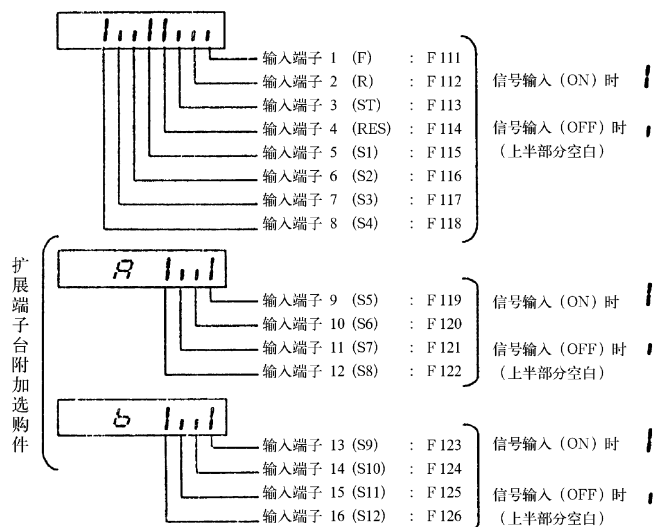 输入端子 1 (F) : F111
输入端子 2 (R) : F112
输入端子 3 (ST) : F113
输入端子 4 (RES) : F114
输入端子 5 (S1) : F115
输入端子 6 (S2) : F116
输入端子 7 (S3) : F117
输入端子 8 (S4) : F118
信号输入（ON）时
信号输入（OFF）时
（上半部分空白）
扩展端子台附加选购件
A
输入端子 9 (S5) : F119
输入端子 10 (S6) : F120
输入端子 11 (S7) : F121
输入端子 12 (S8) : F122
信号输入（ON）时
信号输入（OFF）时
（上半部分空白）
b
输入端子 13 (S9) : F123
输入端子 14 (S10) : F124
输入端子 15 (S11) : F125
输入端子 16 (S12) : F126
信号输入（ON）时
信号输入（OFF）时
（上半部分空白）